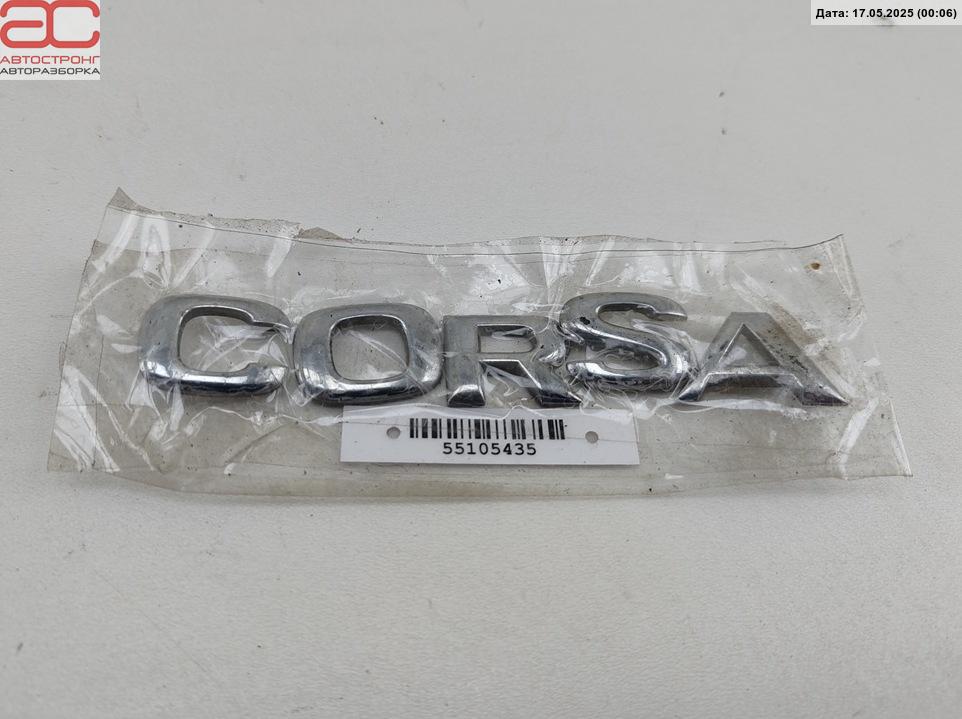 АС
АВТОСТРОНГ
АВТОРАЗБОРКА
Дата: 17.05.2025 (00:06)
CORSA
55105435